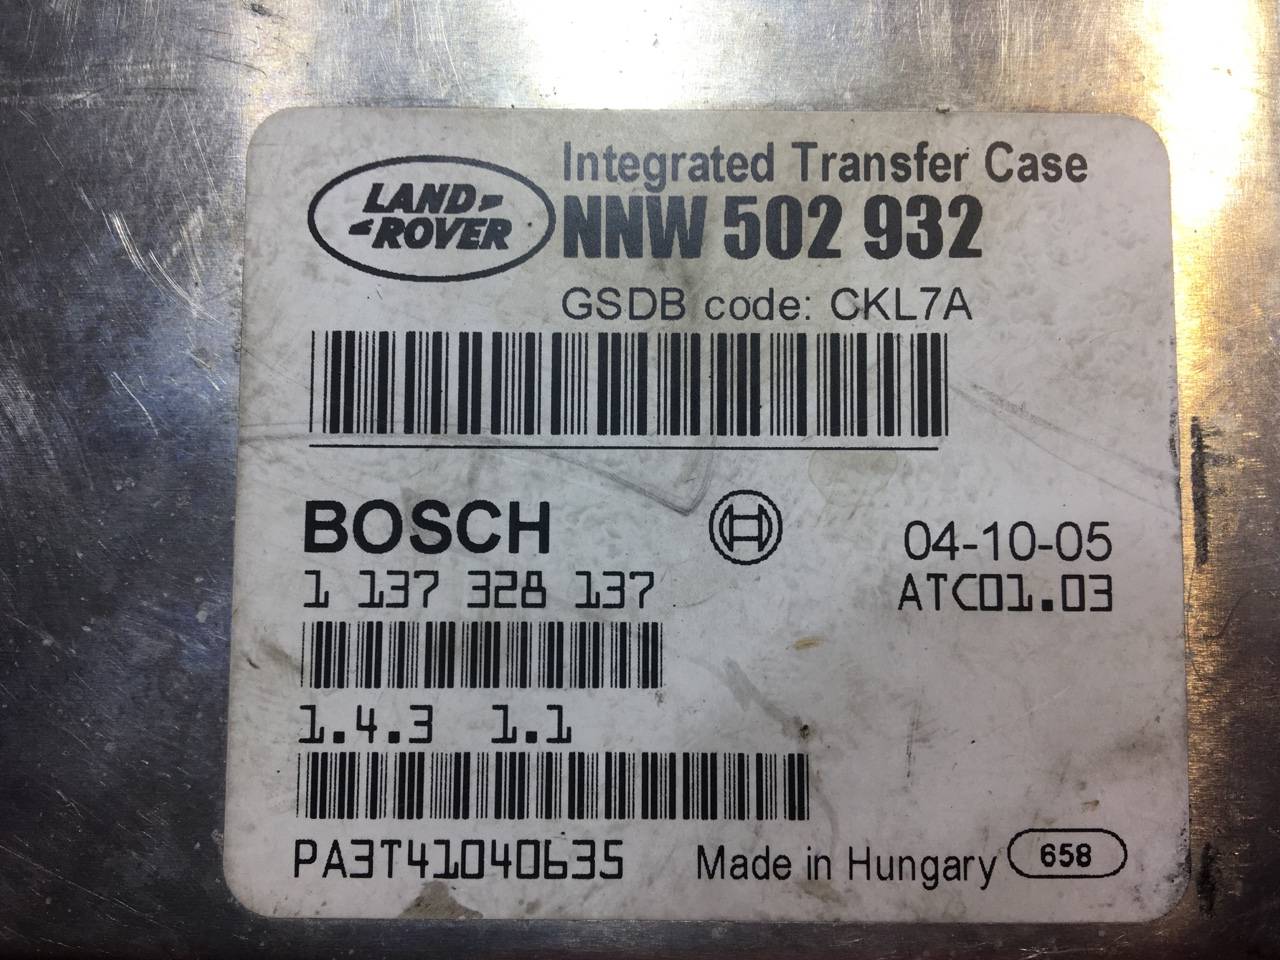 LAND
ROVER
Integrated Transfer Case
NNW 502 932
GSDB code: CKL7A
BOSCH
04-10-05
1 137 328 137
ATC01.03
1.4.3 1.1
PA3T41040635
Made in Hungary
658